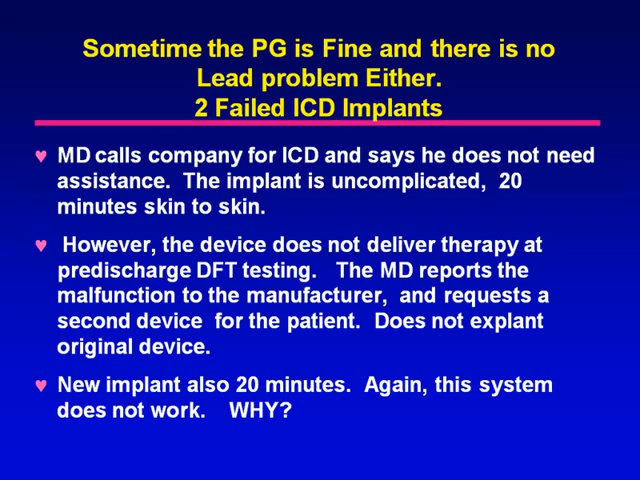 Sometime the PG is Fine and there is no
Lead problem Either.
2 Failed ICD Implants
MD calls company for ICD and says he does not need
assistance. The implant is uncomplicated, 20
minutes skin to skin.
However, the device does not deliver therapy at
predischarge DFT testing. The MD reports the
malfunction to the manufacturer, and requests a
second device for the patient. Does not explant
original device.
New implant also 20 minutes. Again, this system
does not work. WHY?